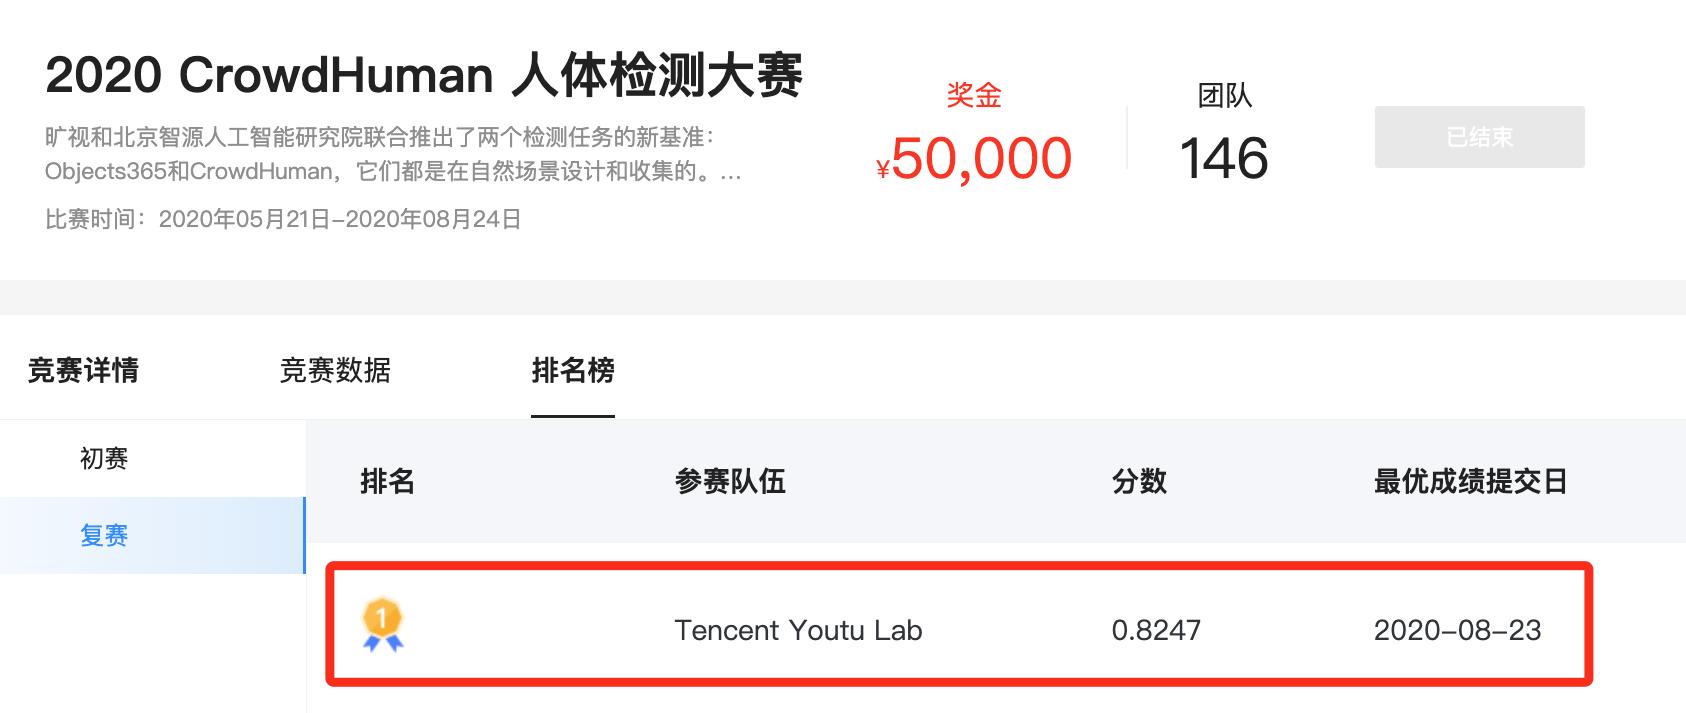 2020 CrowdHuman 人体检测大赛
旷视和北京智源人工智能研究院联合推出了两个检测任务的新基准：
Objects365和CrowdHuman，它们都是在自然场景设计和收集的。...
比赛时间：2020年05月21日-2020年08月24日
奖金
¥50,000
团队
146
已结束
竞赛详情
竞赛数据
排名榜
初赛
复赛
排名 参赛队伍 分数 最优成绩提交日
1 Tencent Youtu Lab 0.8247 2020-08-23